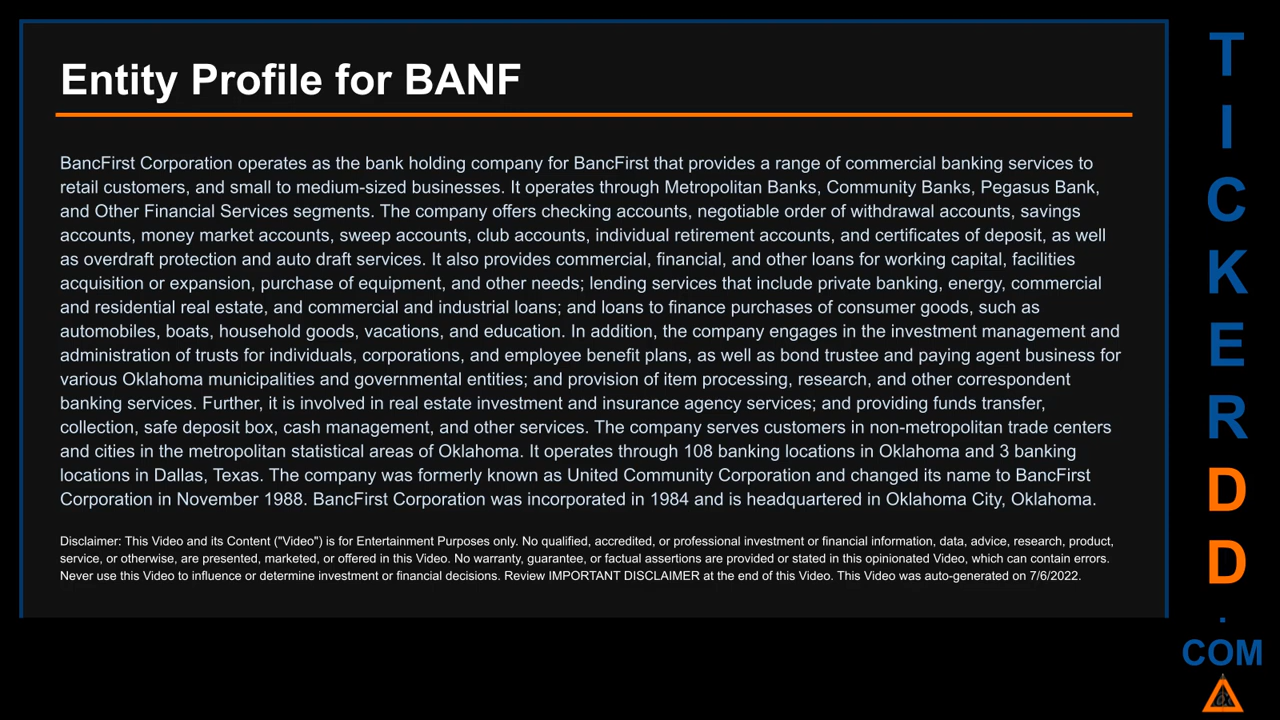 Entity Profile for BANF
BancFirst Corporation operates as the bank holding company for BancFirst that provides a range of commercial banking services to
retail customers, and small to medium-sized businesses. It operates through Metropolitan Banks, Community Banks, Pegasus Bank,
and Other Financial Services segments. The company offers checking accounts, negotiable order of withdrawal accounts, savings
accounts, money market accounts, sweep accounts, club accounts, individual retirement accounts, and certificates of deposit, as well
as overdraft protection and auto draft services. It also provides commercial, financial, and other loans for working capital, facilities
acquisition or expansion, purchase of equipment, and other needs; lending services that include private banking, energy, commercial
and residential real estate, and commercial and industrial loans; and loans to finance purchases of consumer goods, such as
automobiles, boats, household goods, vacations, and education. In addition, the company engages in the investment management and
administration of trusts for individuals, corporations, and employee benefit plans, as well as bond trustee and paying agent business for
various Oklahoma municipalities and governmental entities; and provision of item processing, research, and other correspondent
banking services. Further, it is involved in real estate investment and insurance agency services; and providing funds transfer,
collection, safe deposit box, cash management, and other services. The company serves customers in non-metropolitan trade centers
and cities in the metropolitan statistical areas of Oklahoma. It operates through 108 banking locations in Oklahoma and 3 banking
locations in Dallas, Texas. The company was formerly known as United Community Corporation and changed its name to BancFirst
Corporation in November 1988. BancFirst Corporation was incorporated in 1984 and is headquartered in Oklahoma City, Oklahoma.
Disclaimer: This Video and its Content ("Video") is for Entertainment Purposes only. No qualified, accredited, or professional investment or financial information, data, advice, research, product,
service, or otherwise, are presented, marketed, or offered in this Video. No warranty, guarantee, or factual assertions are provided or stated in this opinionated Video, which can contain errors.
Never use this Video to influence or determine investment or financial decisions. Review IMPORTANT DISCLAIMER at the end of this Video. This Video was auto-generated on 7/6/2022.
T
I
C
K
E
R
D
D
.
COM